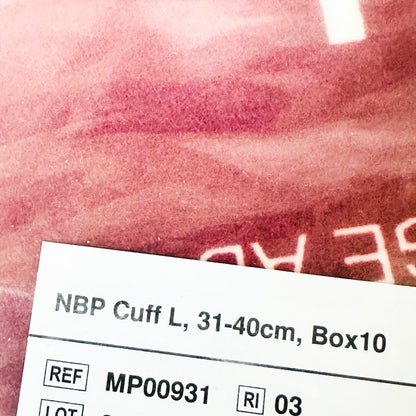 NBP Cuff L, 31-40cm, Box10
REF MP00931 RI 03
LOT